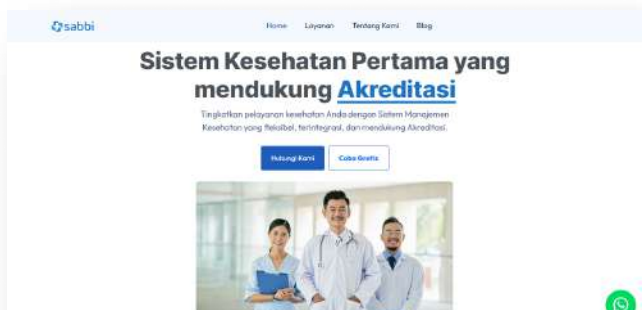 sabbi
Home Layanan Tentang Kami Blog
Sistem Kesehatan Pertama yang
mendukung Akreditasi
Tingkatkan pelayanan kesehatan Anda dengan Sistem Manajemen
Kesehatan yang fleksibel, terintegrasi, dan mendukung Akreditasi.
Hubungi Kami Coba Gratis